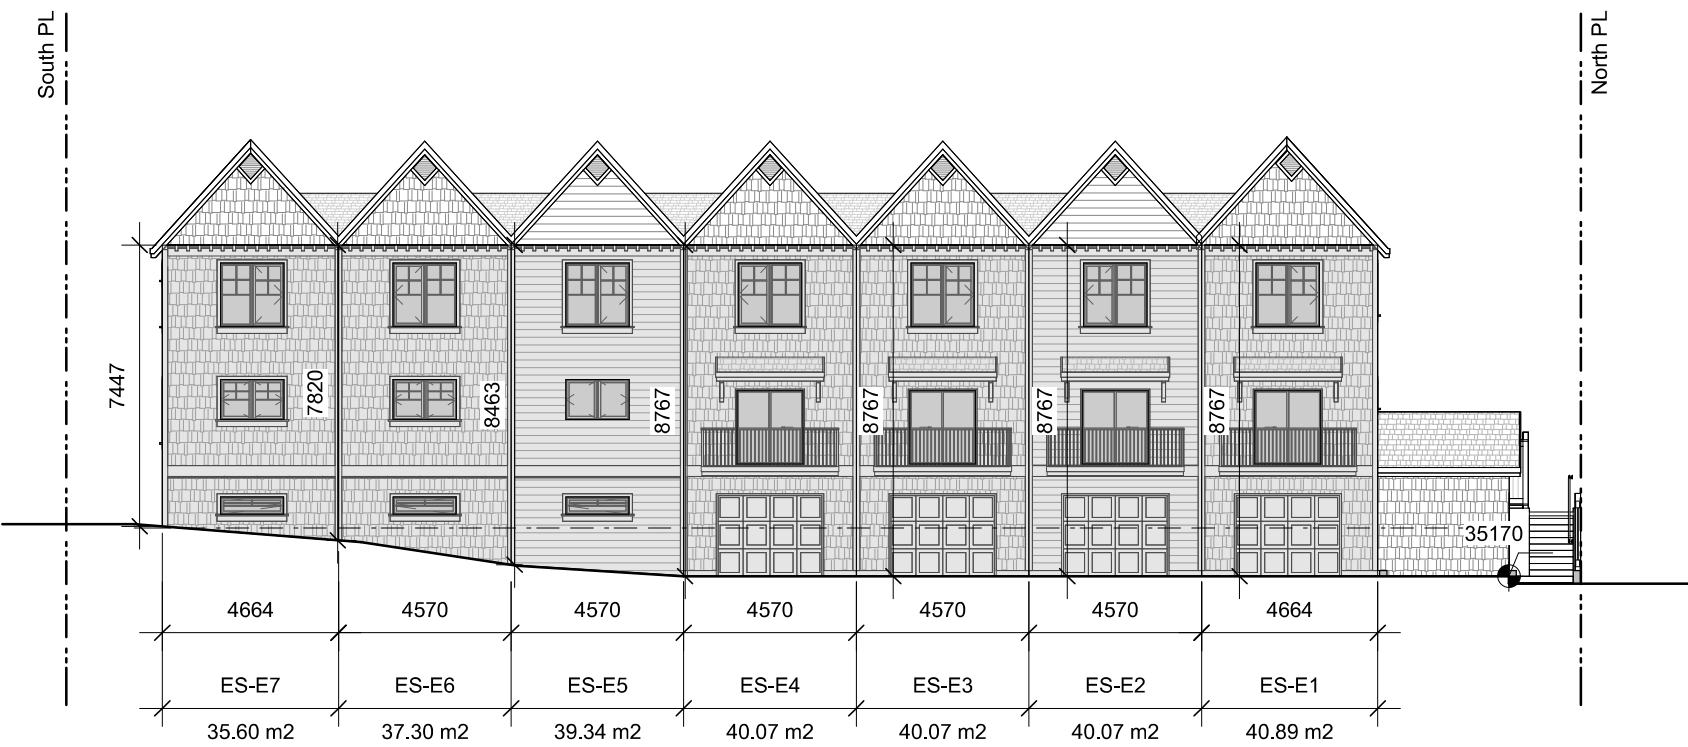 South PL
North PL
7447
7820
8463
8767
8767
8767
8767
35170
4664
4570
4570
4570
4570
4570
4664
ES-E7
ES-E6
ES-E5
ES-E4
ES-E3
ES-E2
ES-E1
35.60 m2
37.30 m2
39.34 m2
40.07 m2
40.07 m2
40.07 m2
40.89 m2